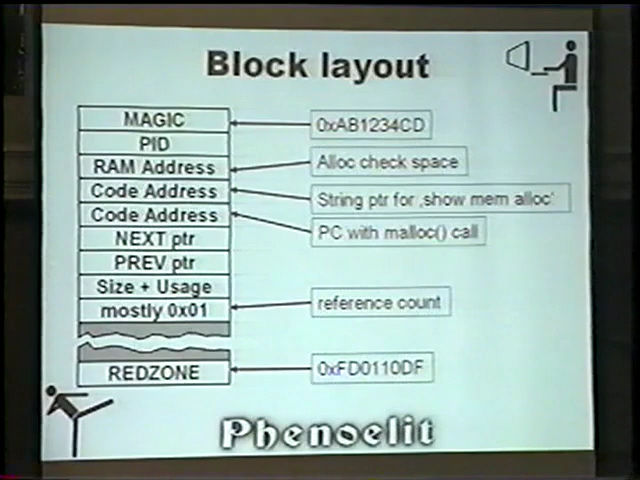 Block layout
MAGIC
0xAB1234CD
PID
RAM Address
Alloc check space
Code Address
String ptr for ‚show mem alloc'
Code Address
PC with malloc() call
NEXT ptr
PREV ptr
Size + Usage
mostly 0x01
reference count
REDZONE
0xFD0110DF
Phenoelit